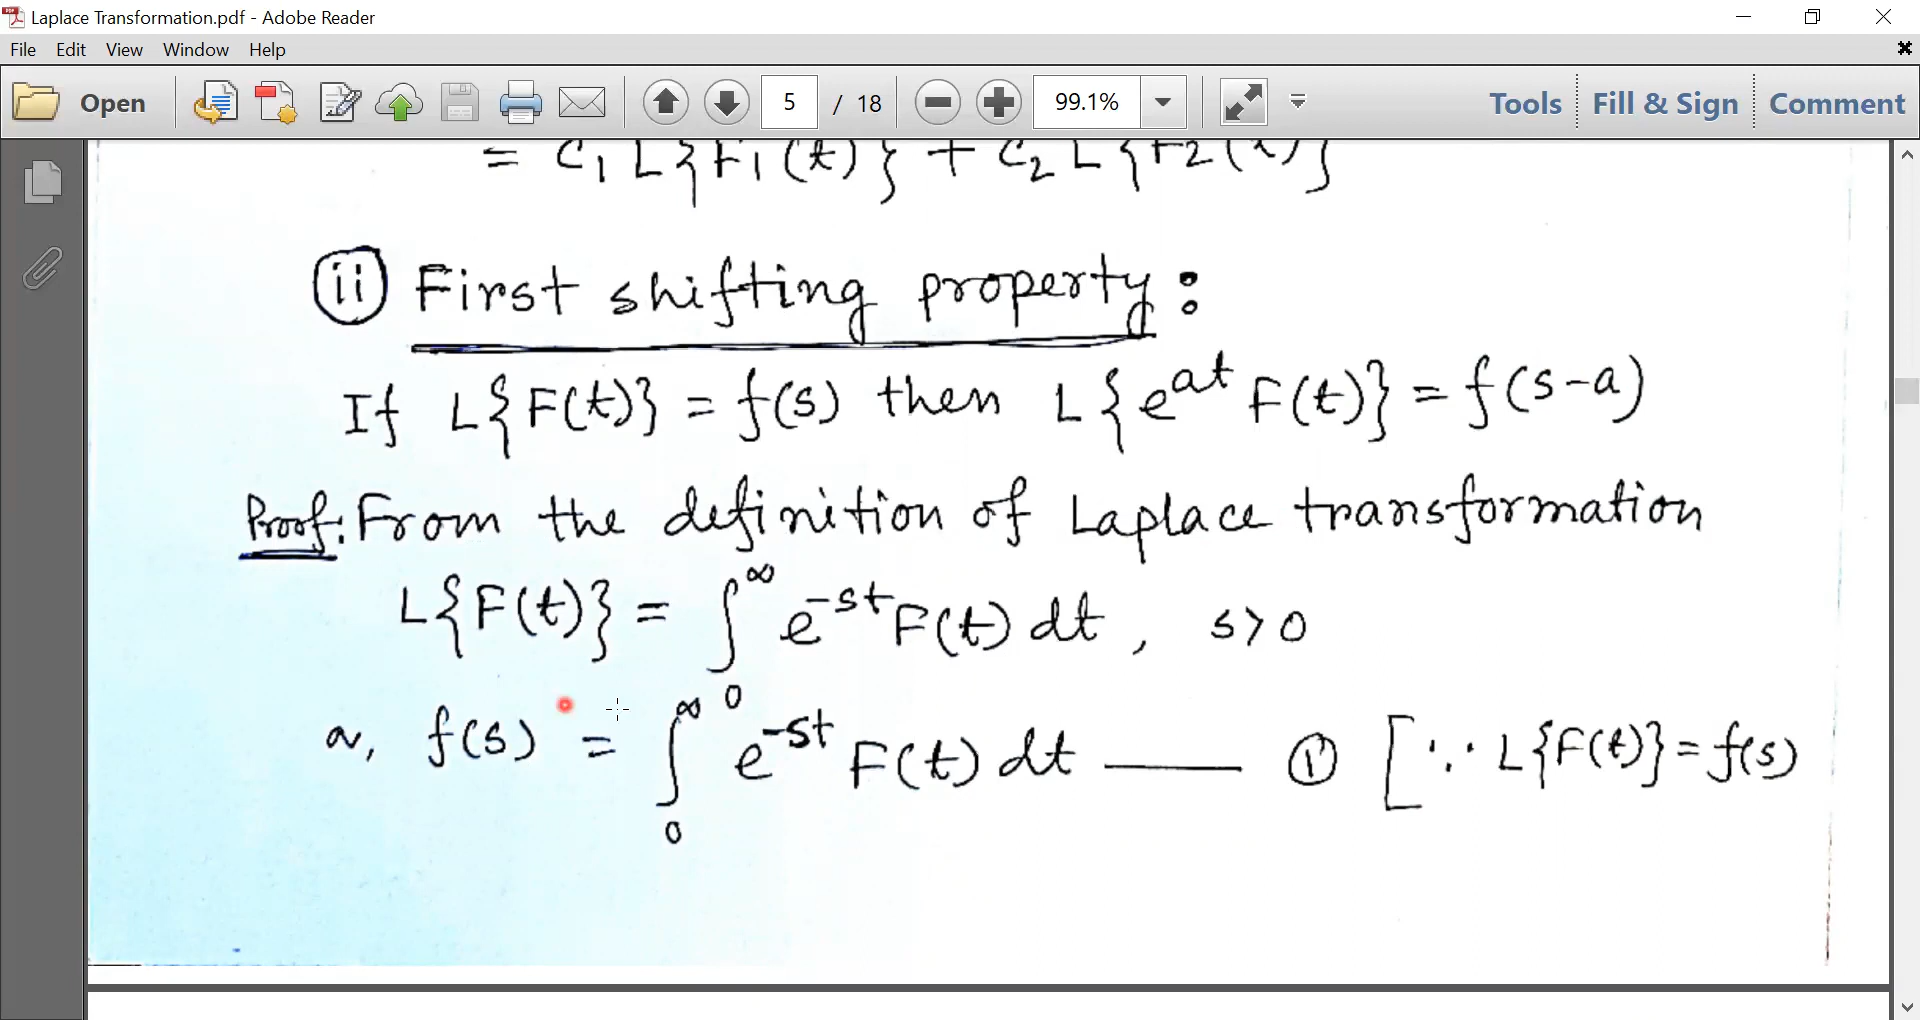 Laplace Transformation.pdf - Adobe Reader
File Edit View Window Help
Open 5 / 18 99.1% Tools Fill & Sign Comment
= C₁ L{F₁(t)} + C₂ L{F₂(t)}
ii First shifting property:
If L{F(t)} = f(s) then L{e^{at} F(t)} = f(s-a)
Proof: From the definition of Laplace transformation
L{F(t)} = ∫₀^∞ e^{-st} F(t) dt, s>0
or, f(s) = ∫₀^∞ e^{-st} F(t) dt —— ① [∵ L{F(t)} = f(s)